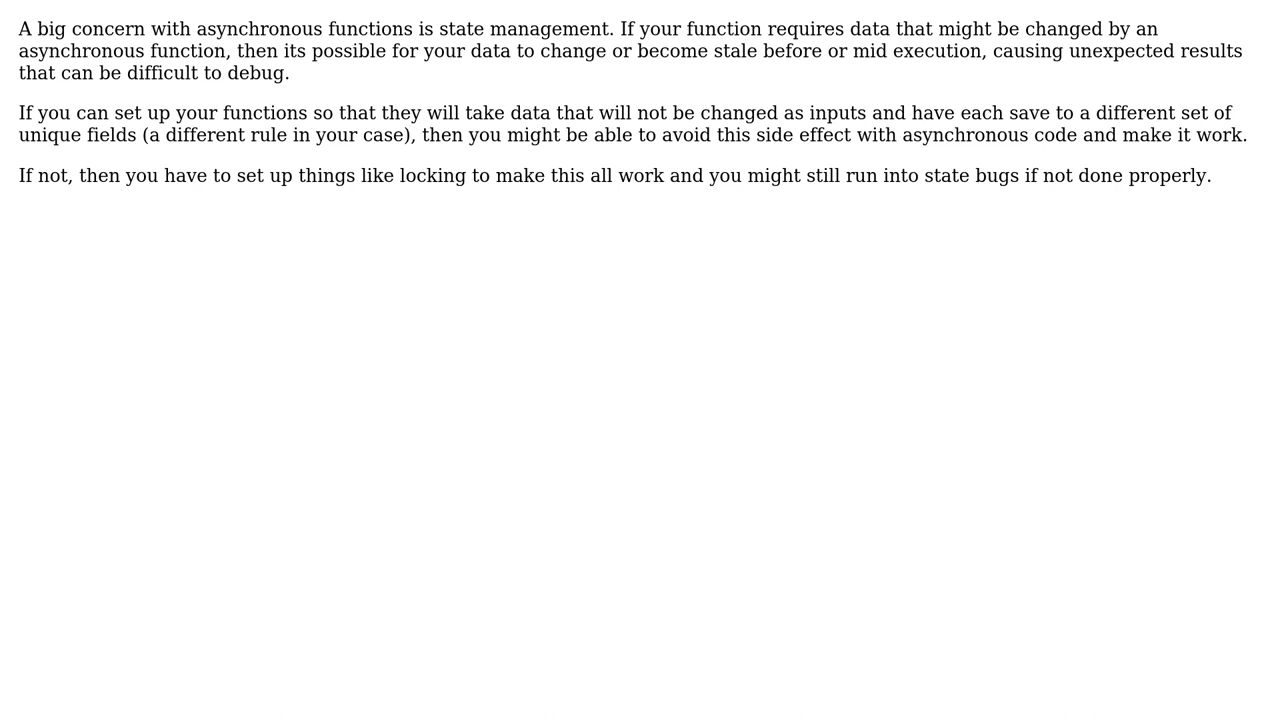 A big concern with asynchronous functions is state management. If your function requires data that might be changed by an
asynchronous function, then its possible for your data to change or become stale before or mid execution, causing unexpected results
that can be difficult to debug.
If you can set up your functions so that they will take data that will not be changed as inputs and have each save to a different set of
unique fields (a different rule in your case), then you might be able to avoid this side effect with asynchronous code and make it work.
If not, then you have to set up things like locking to make this all work and you might still run into state bugs if not done properly.